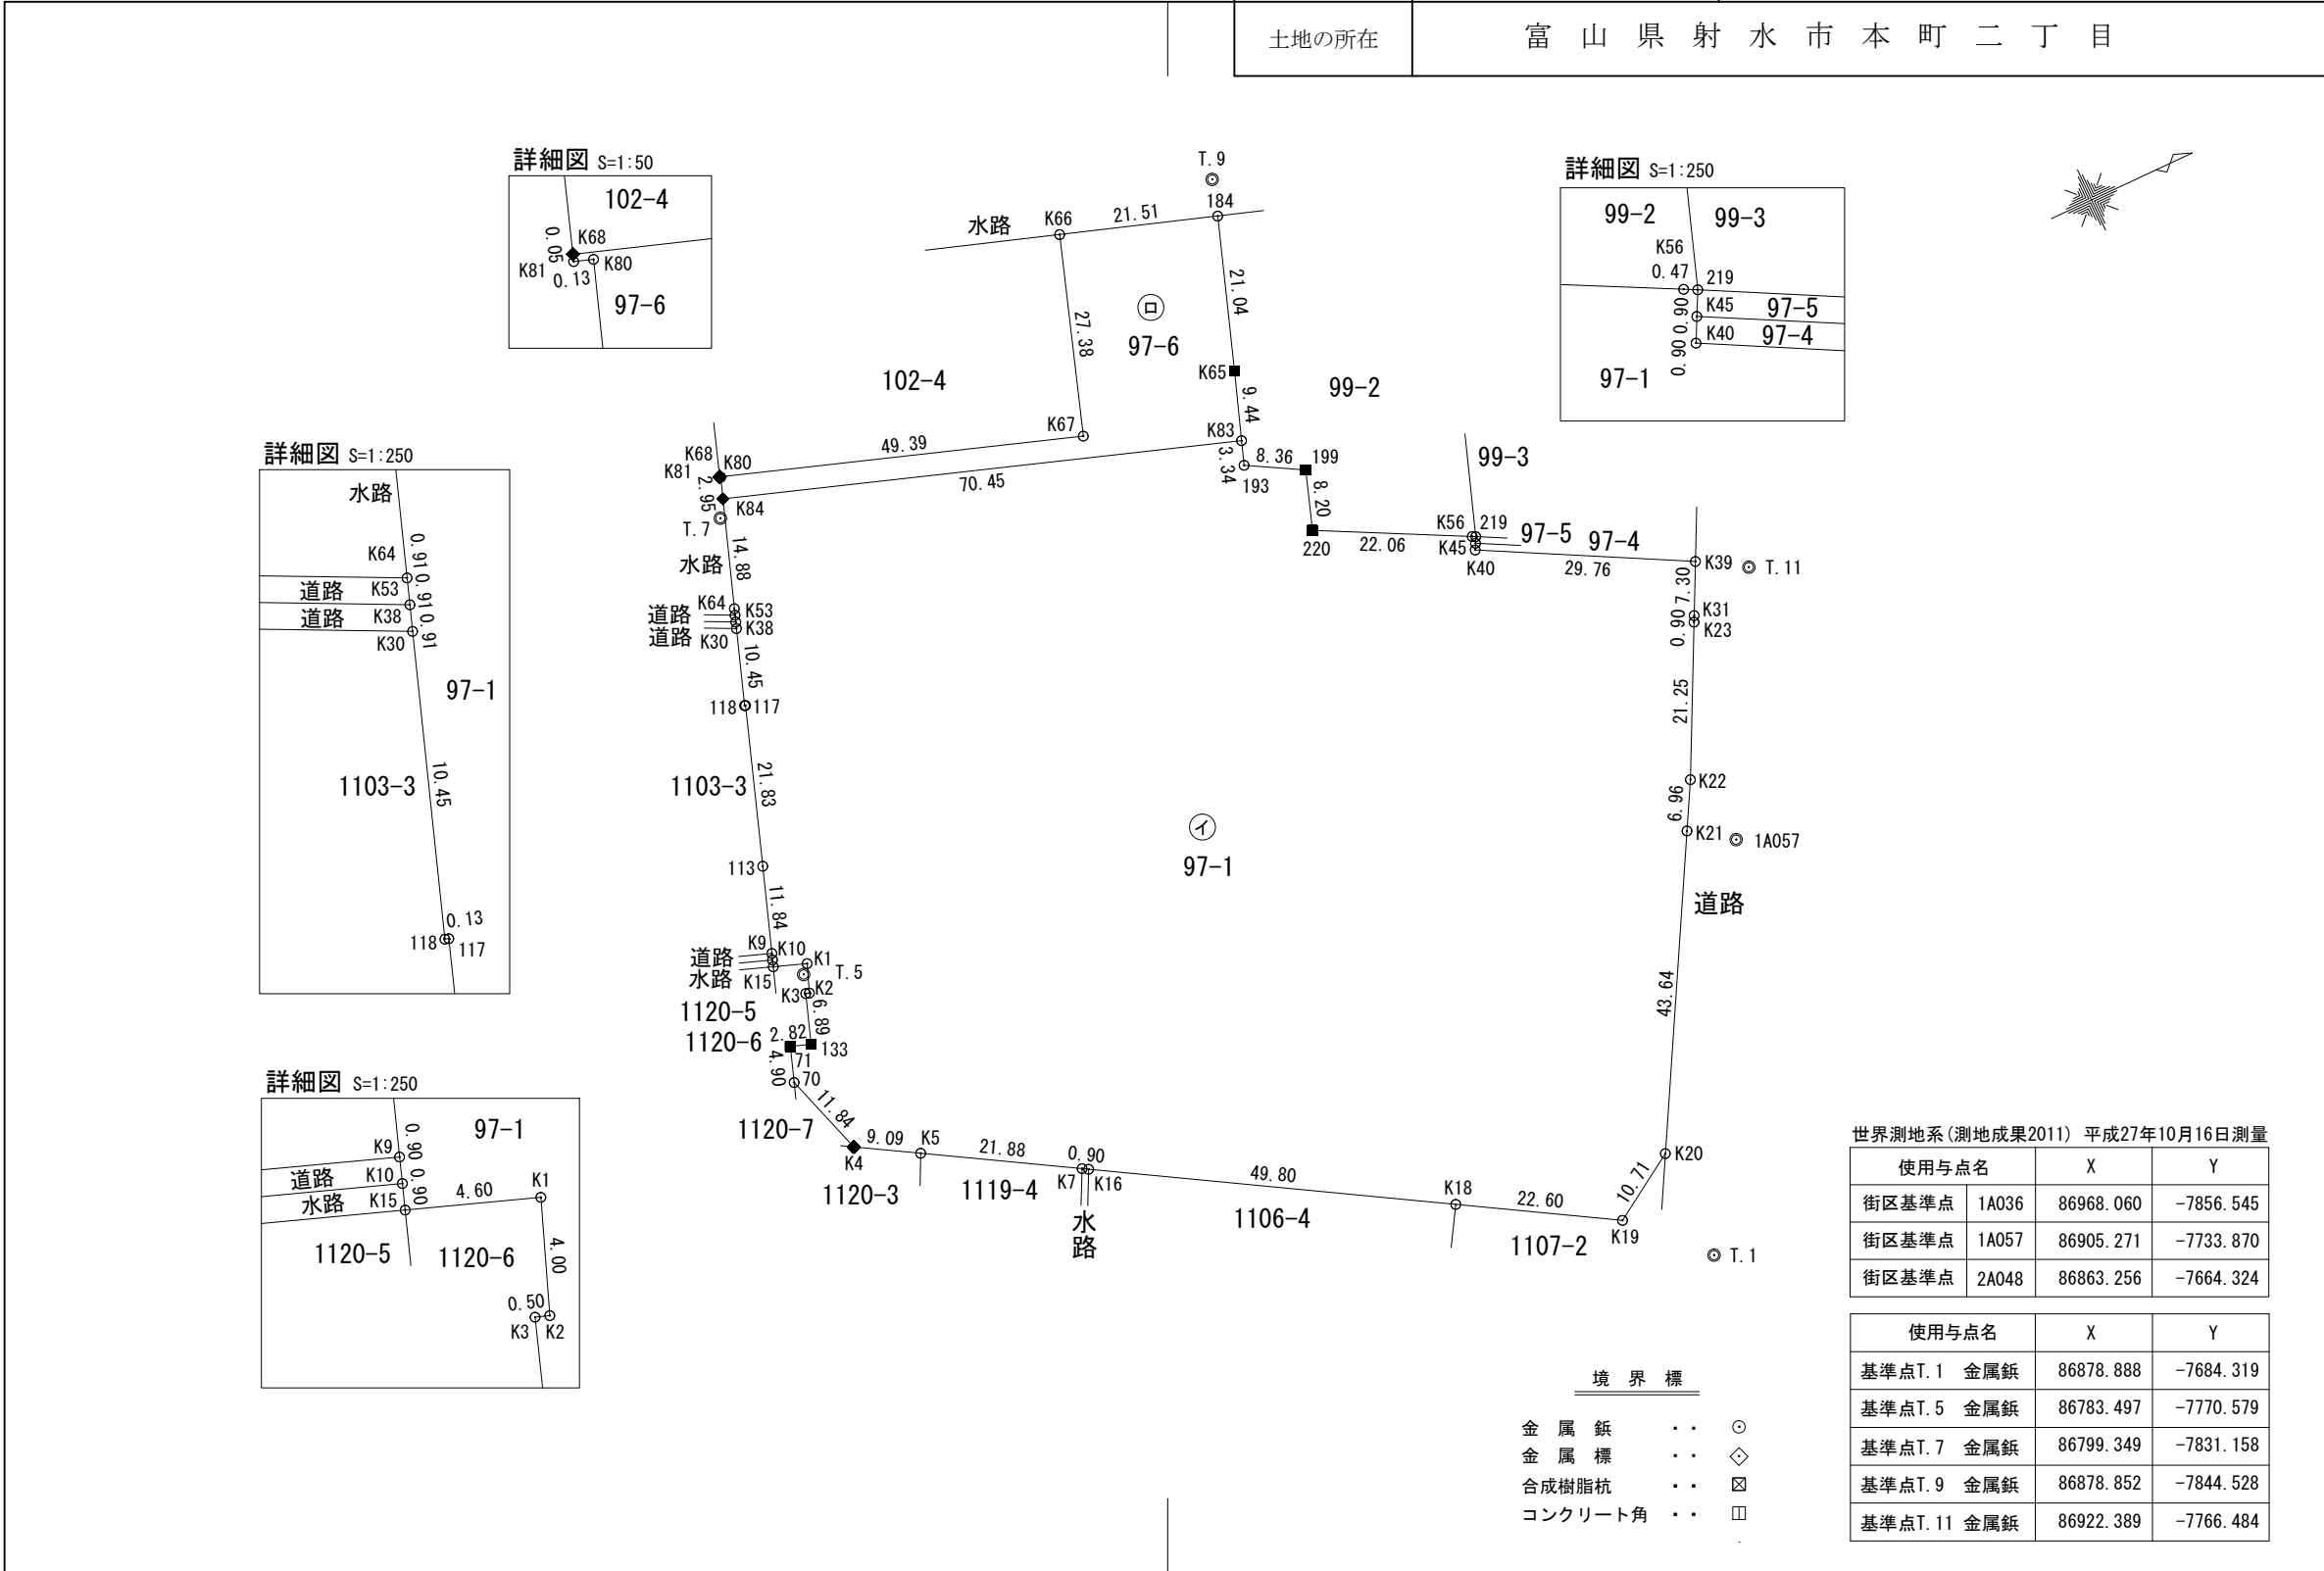 土地の所在
富山県射水市本町二丁目
詳細図 S=1:50
102-4
K68
0.05
K81
K80
0.13
97-6
詳細図 S=1:250
99-2
99-3
K56
0.47
219
0.90
K45
97-5
0.90
K40
97-4
97-1
T.9
184
K66
21.51
水路
21.04
27.38
ロ
97-6
K65
102-4
9.44
99-2
K83
K67
49.39
K68
K80
K81
2.95
70.45
3.34
8.36
199
193
8.20
K84
T.7
99-3
K56
219
97-5
97-4
220
22.06
K45
K40
29.76
K39
T.11
14.88
水路
K64
K53
道路
K38
道路
K30
7.30
K31
0.90
K23
10.45
118
117
21.25
21.83
1103-3
K22
6.96
K21
1A057
イ
97-1
113
11.84
道路
43.64
K9
K10
道路
K1
水路
K15
T.5
K3
K2
1120-5
6.89
1120-6
2.82
133
71
4.90
70
11.84
1120-7
K4
9.09
K5
21.88
0.90
K7
K16
1120-3
1119-4
水路
49.80
1106-4
K18
22.60
1107-2
K19
10.71
K20
T.1
詳細図 S=1:250
水路
0.91
K64
0.91
道路
K53
0.91
道路
K38
K30
97-1
1103-3
10.45
0.13
118
117
詳細図 S=1:250
97-1
0.90
K9
0.90
道路
K10
K1
水路
K15
4.60
1120-5
1120-6
4.00
0.50
K3
K2
世界測地系(測地成果2011) 平成27年10月16日測量
使用与点名 X Y
街区基準点 1A036 86968.060 -7856.545
街区基準点 1A057 86905.271 -7733.870
街区基準点 2A048 86863.256 -7664.324
使用与点名 X Y
基準点T.1 金属鋲 86878.888 -7684.319
基準点T.5 金属鋲 86783.497 -7770.579
基準点T.7 金属鋲 86799.349 -7831.158
基準点T.9 金属鋲 86878.852 -7844.528
基準点T.11 金属鋲 86922.389 -7766.484
境界標
金属鋲 ・・
金属標 ・・
合成樹脂杭 ・・
コンクリート角 ・・